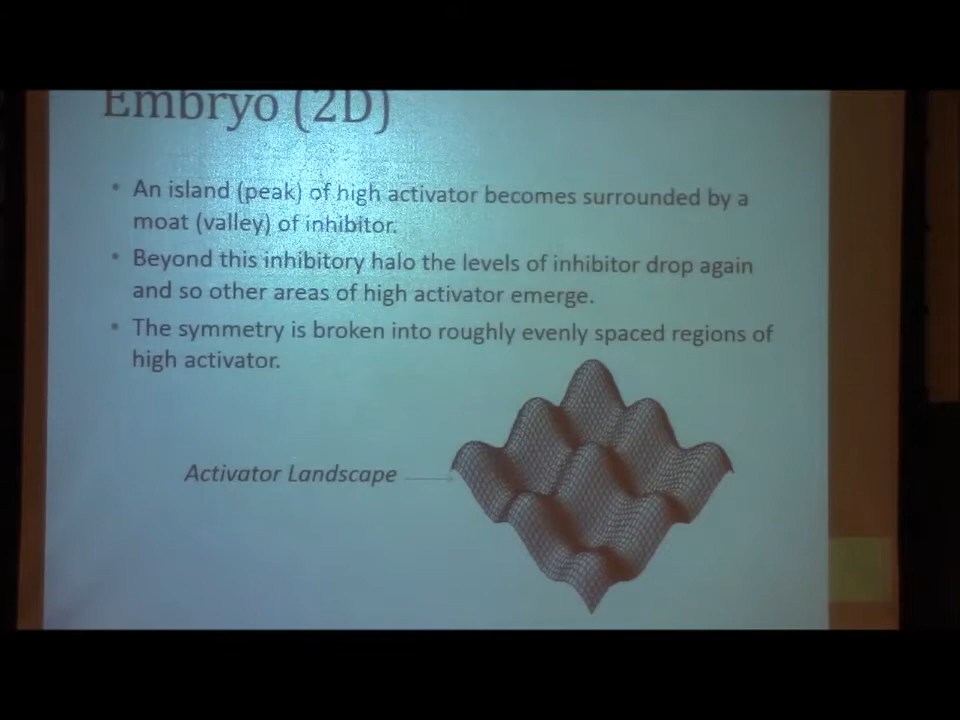 Embryo (2D)
• An island (peak) of high activator becomes surrounded by a
moat (valley) of inhibitor.
• Beyond this inhibitory halo the levels of inhibitor drop again
and so other areas of high activator emerge.
• The symmetry is broken into roughly evenly spaced regions of
high activator.
Activator Landscape